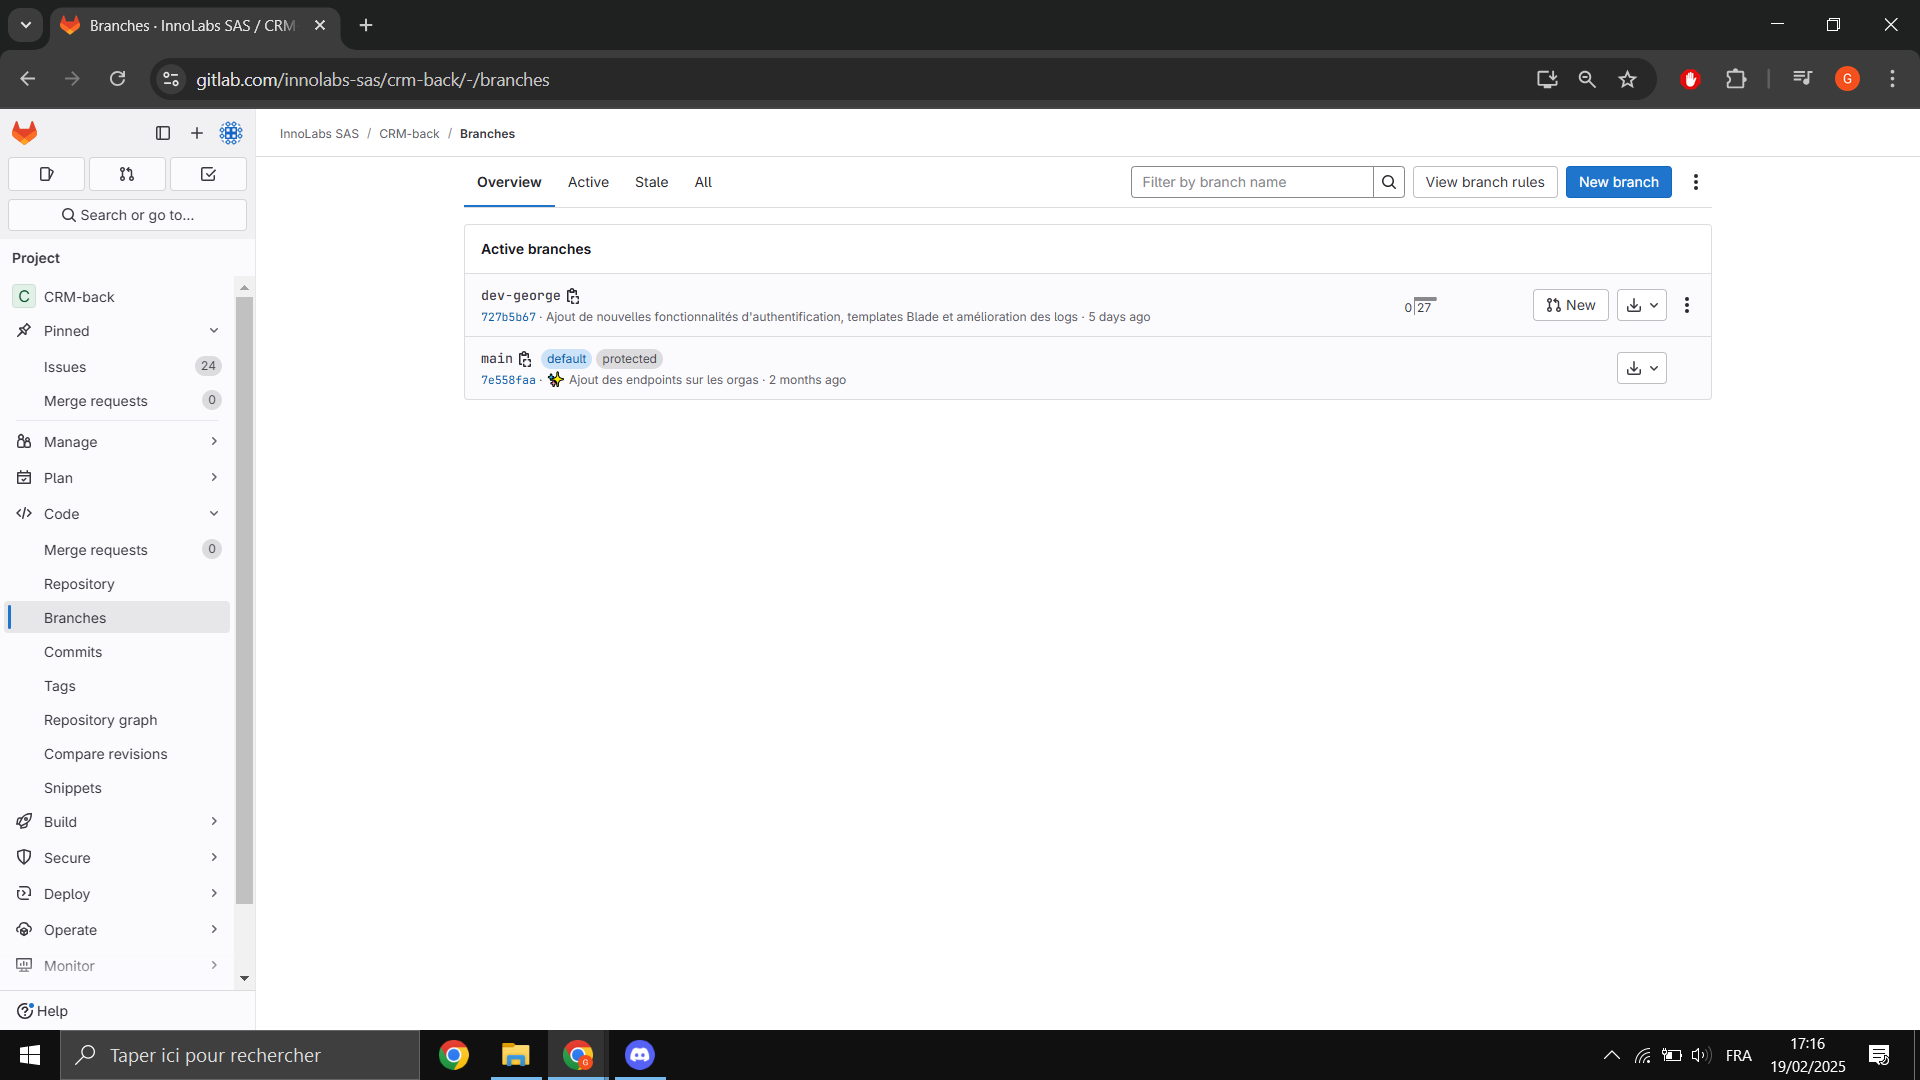 Branches · InnoLabs SAS / CRM
gitlab.com/innolabs-sas/crm-back/-/branches
G
InnoLabs SAS / CRM-back / Branches
Search or go to...
Project
C CRM-back
Pinned
Issues 24
Merge requests 0
Manage
Plan
Code
Merge requests 0
Repository
Branches
Commits
Tags
Repository graph
Compare revisions
Snippets
Build
Secure
Deploy
Operate
Monitor
Help
Overview Active Stale All
Filter by branch name
View branch rules
New branch
Active branches
dev-george
727b5b67 · Ajout de nouvelles fonctionnalités d'authentification, templates Blade et amélioration des logs · 5 days ago
0 27
New
main default protected
7e558faa · ✨ Ajout des endpoints sur les orgas · 2 months ago
Taper ici pour rechercher
G
FRA
17:16
19/02/2025